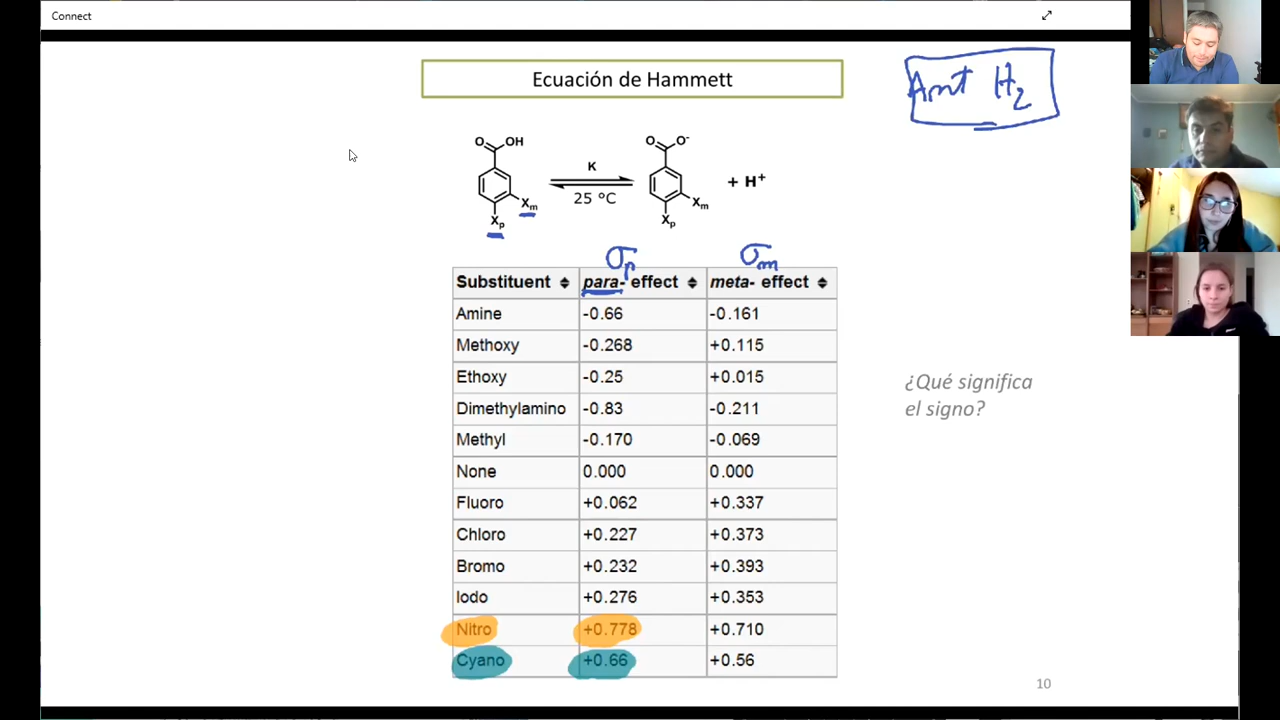 Connect
Ecuación de Hammett
Amt H2
O OH
O O-
K
25 °C
+ H+
Xm
Xp
Xm
Xp
σp σm
Substituent para- effect meta- effect
Amine -0.66 -0.161
Methoxy -0.268 +0.115
Ethoxy -0.25 +0.015
Dimethylamino -0.83 -0.211
Methyl -0.170 -0.069
None 0.000 0.000
Fluoro +0.062 +0.337
Chloro +0.227 +0.373
Bromo +0.232 +0.393
Iodo +0.276 +0.353
Nitro +0.778 +0.710
Cyano +0.66 +0.56
¿Qué significa
el signo?
10